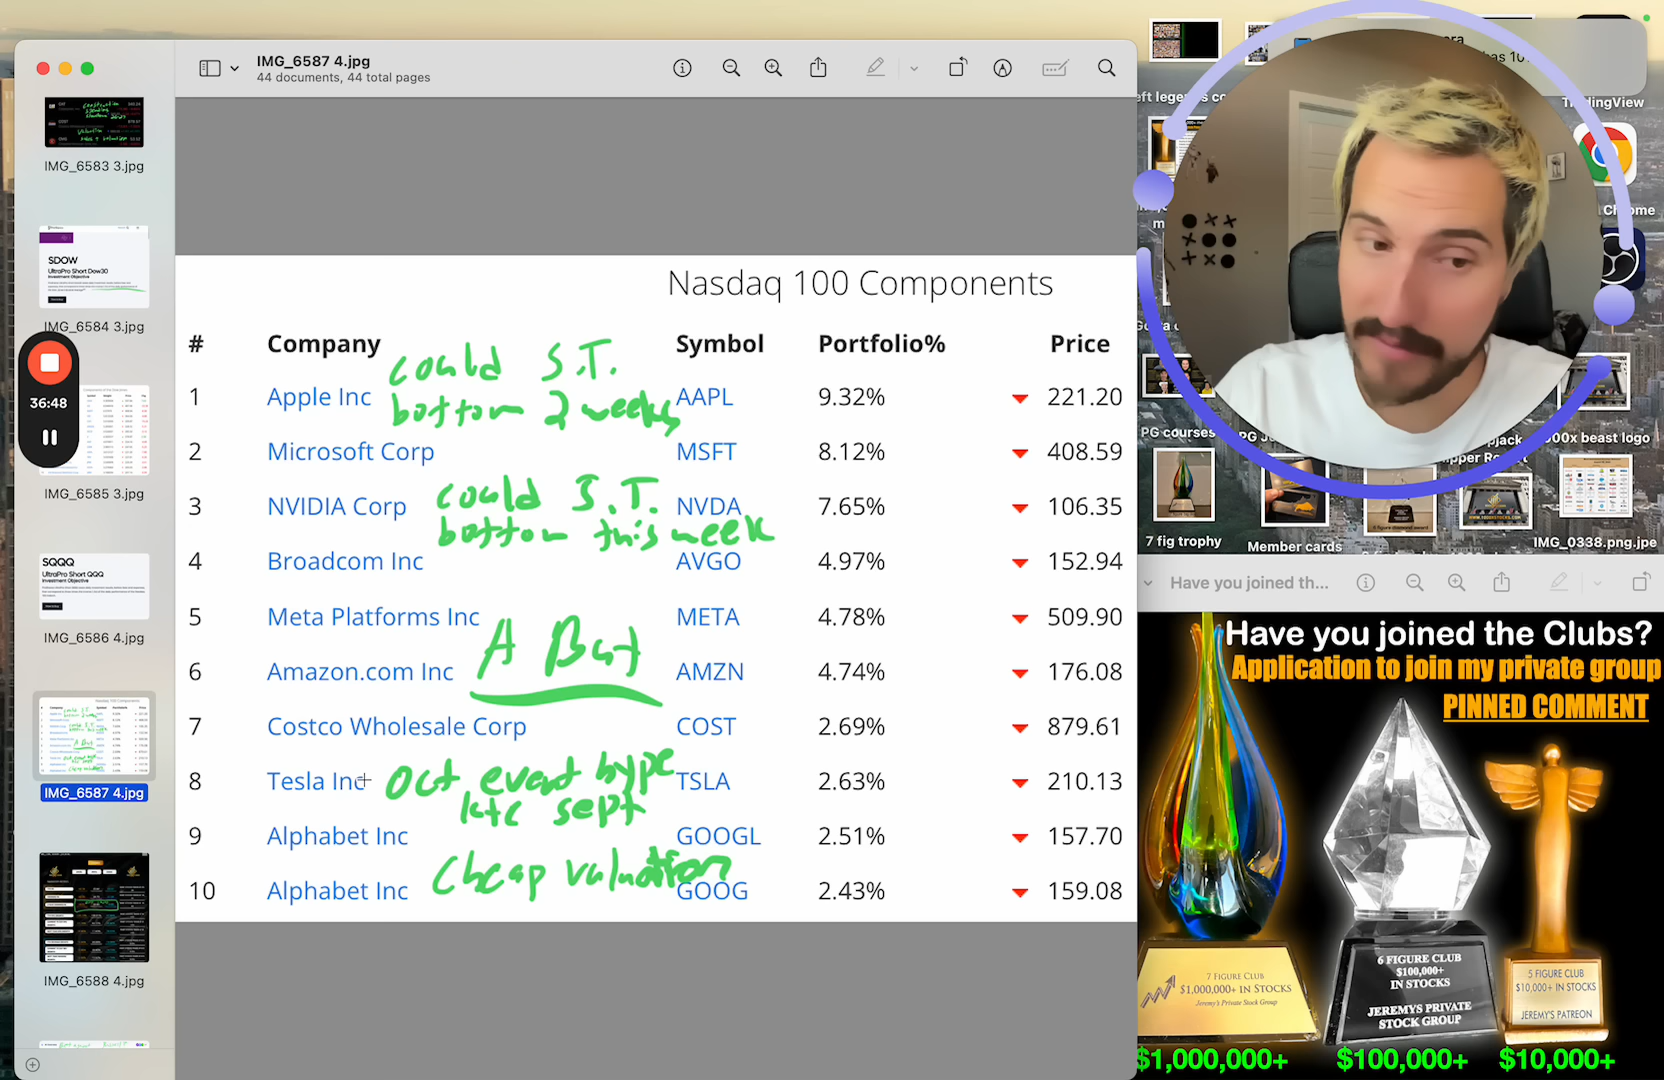 IMG_6587 4.jpg
44 documents, 44 total pages
IMG_6583 3.jpg
SDOW
UltraPro Short Dow30
Investment Objective
IMG_6584 3.jpg
36:48
IMG_6585 3.jpg
SQQQ
UltraPro Short QQQ
Investment Objective
IMG_6586 4.jpg
IMG_6587 4.jpg
IMG_6588 4.jpg
Nasdaq 100 Components
# Company Symbol Portfolio% Price
could S.T.
1 Apple Inc AAPL 9.32% 221.20
bottom 2 weeks
2 Microsoft Corp MSFT 8.12% 408.59
could S.T.
3 NVIDIA Corp NVDA 7.65% 106.35
bottom this week
4 Broadcom Inc AVGO 4.97% 152.94
5 Meta Platforms Inc META 4.78% 509.90
A Bat
6 Amazon.com Inc AMZN 4.74% 176.08
7 Costco Wholesale Corp COST 2.69% 879.61
8 Tesla Inc TSLA 2.63% 210.13
Oct event hype
ktc sept
9 Alphabet Inc GOOGL 2.51% 157.70
Cheap valuation
10 Alphabet Inc GOOG 2.43% 159.08
TradingView
Chrome
PG courses
1000x beast logo
7 fig trophy
Member cards
IMG_0338.png.jpe
Have you joined th...
Have you joined the Clubs?
Application to join my private group
PINNED COMMENT
7 FIGURE CLUB
$1,000,000+ IN STOCKS
Jeremy's Private Stock Group
6 FIGURE CLUB
$100,000+
IN STOCKS
JEREMYS PRIVATE
STOCK GROUP
5 FIGURE CLUB
$10,000+ IN STOCKS
JEREMY'S PATREON
$1,000,000+ $100,000+ $10,000+